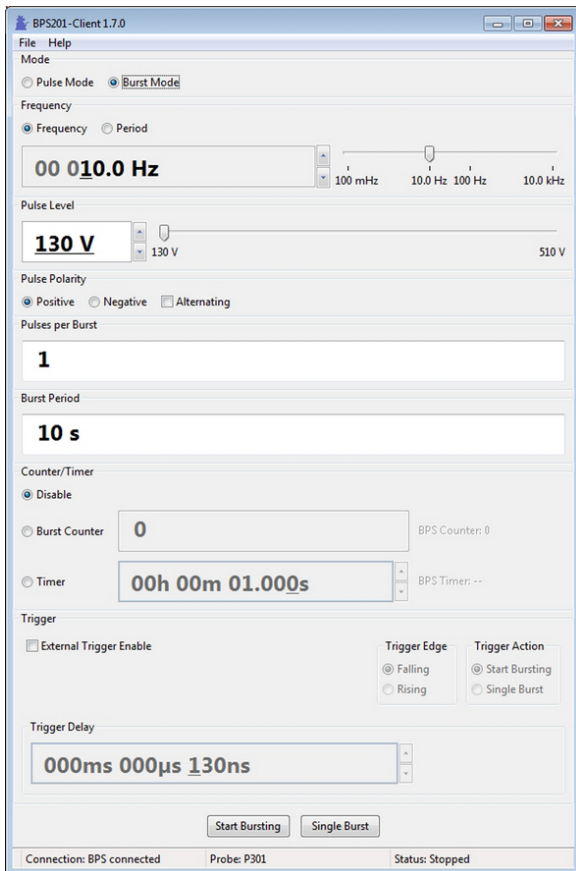 BPS201-Client 1.7.0
File Help
Mode
Pulse Mode Burst Mode
Frequency
Frequency Period
00 010.0 Hz
100 mHz 10.0 Hz 100 Hz 10.0 kHz
Pulse Level
130 V
130 V 510 V
Pulse Polarity
Positive Negative Alternating
Pulses per Burst
1
Burst Period
10 s
Counter/Timer
Disable
Burst Counter 0 BPS Counter: 0
Timer 00h 00m 01.000s BPS Timer: --
Trigger
External Trigger Enable Trigger Edge Trigger Action
Falling Start Bursting
Rising Single Burst
Trigger Delay
000ms 000µs 130ns
Start Bursting Single Burst
Connection: BPS connected Probe: P301 Status: Stopped